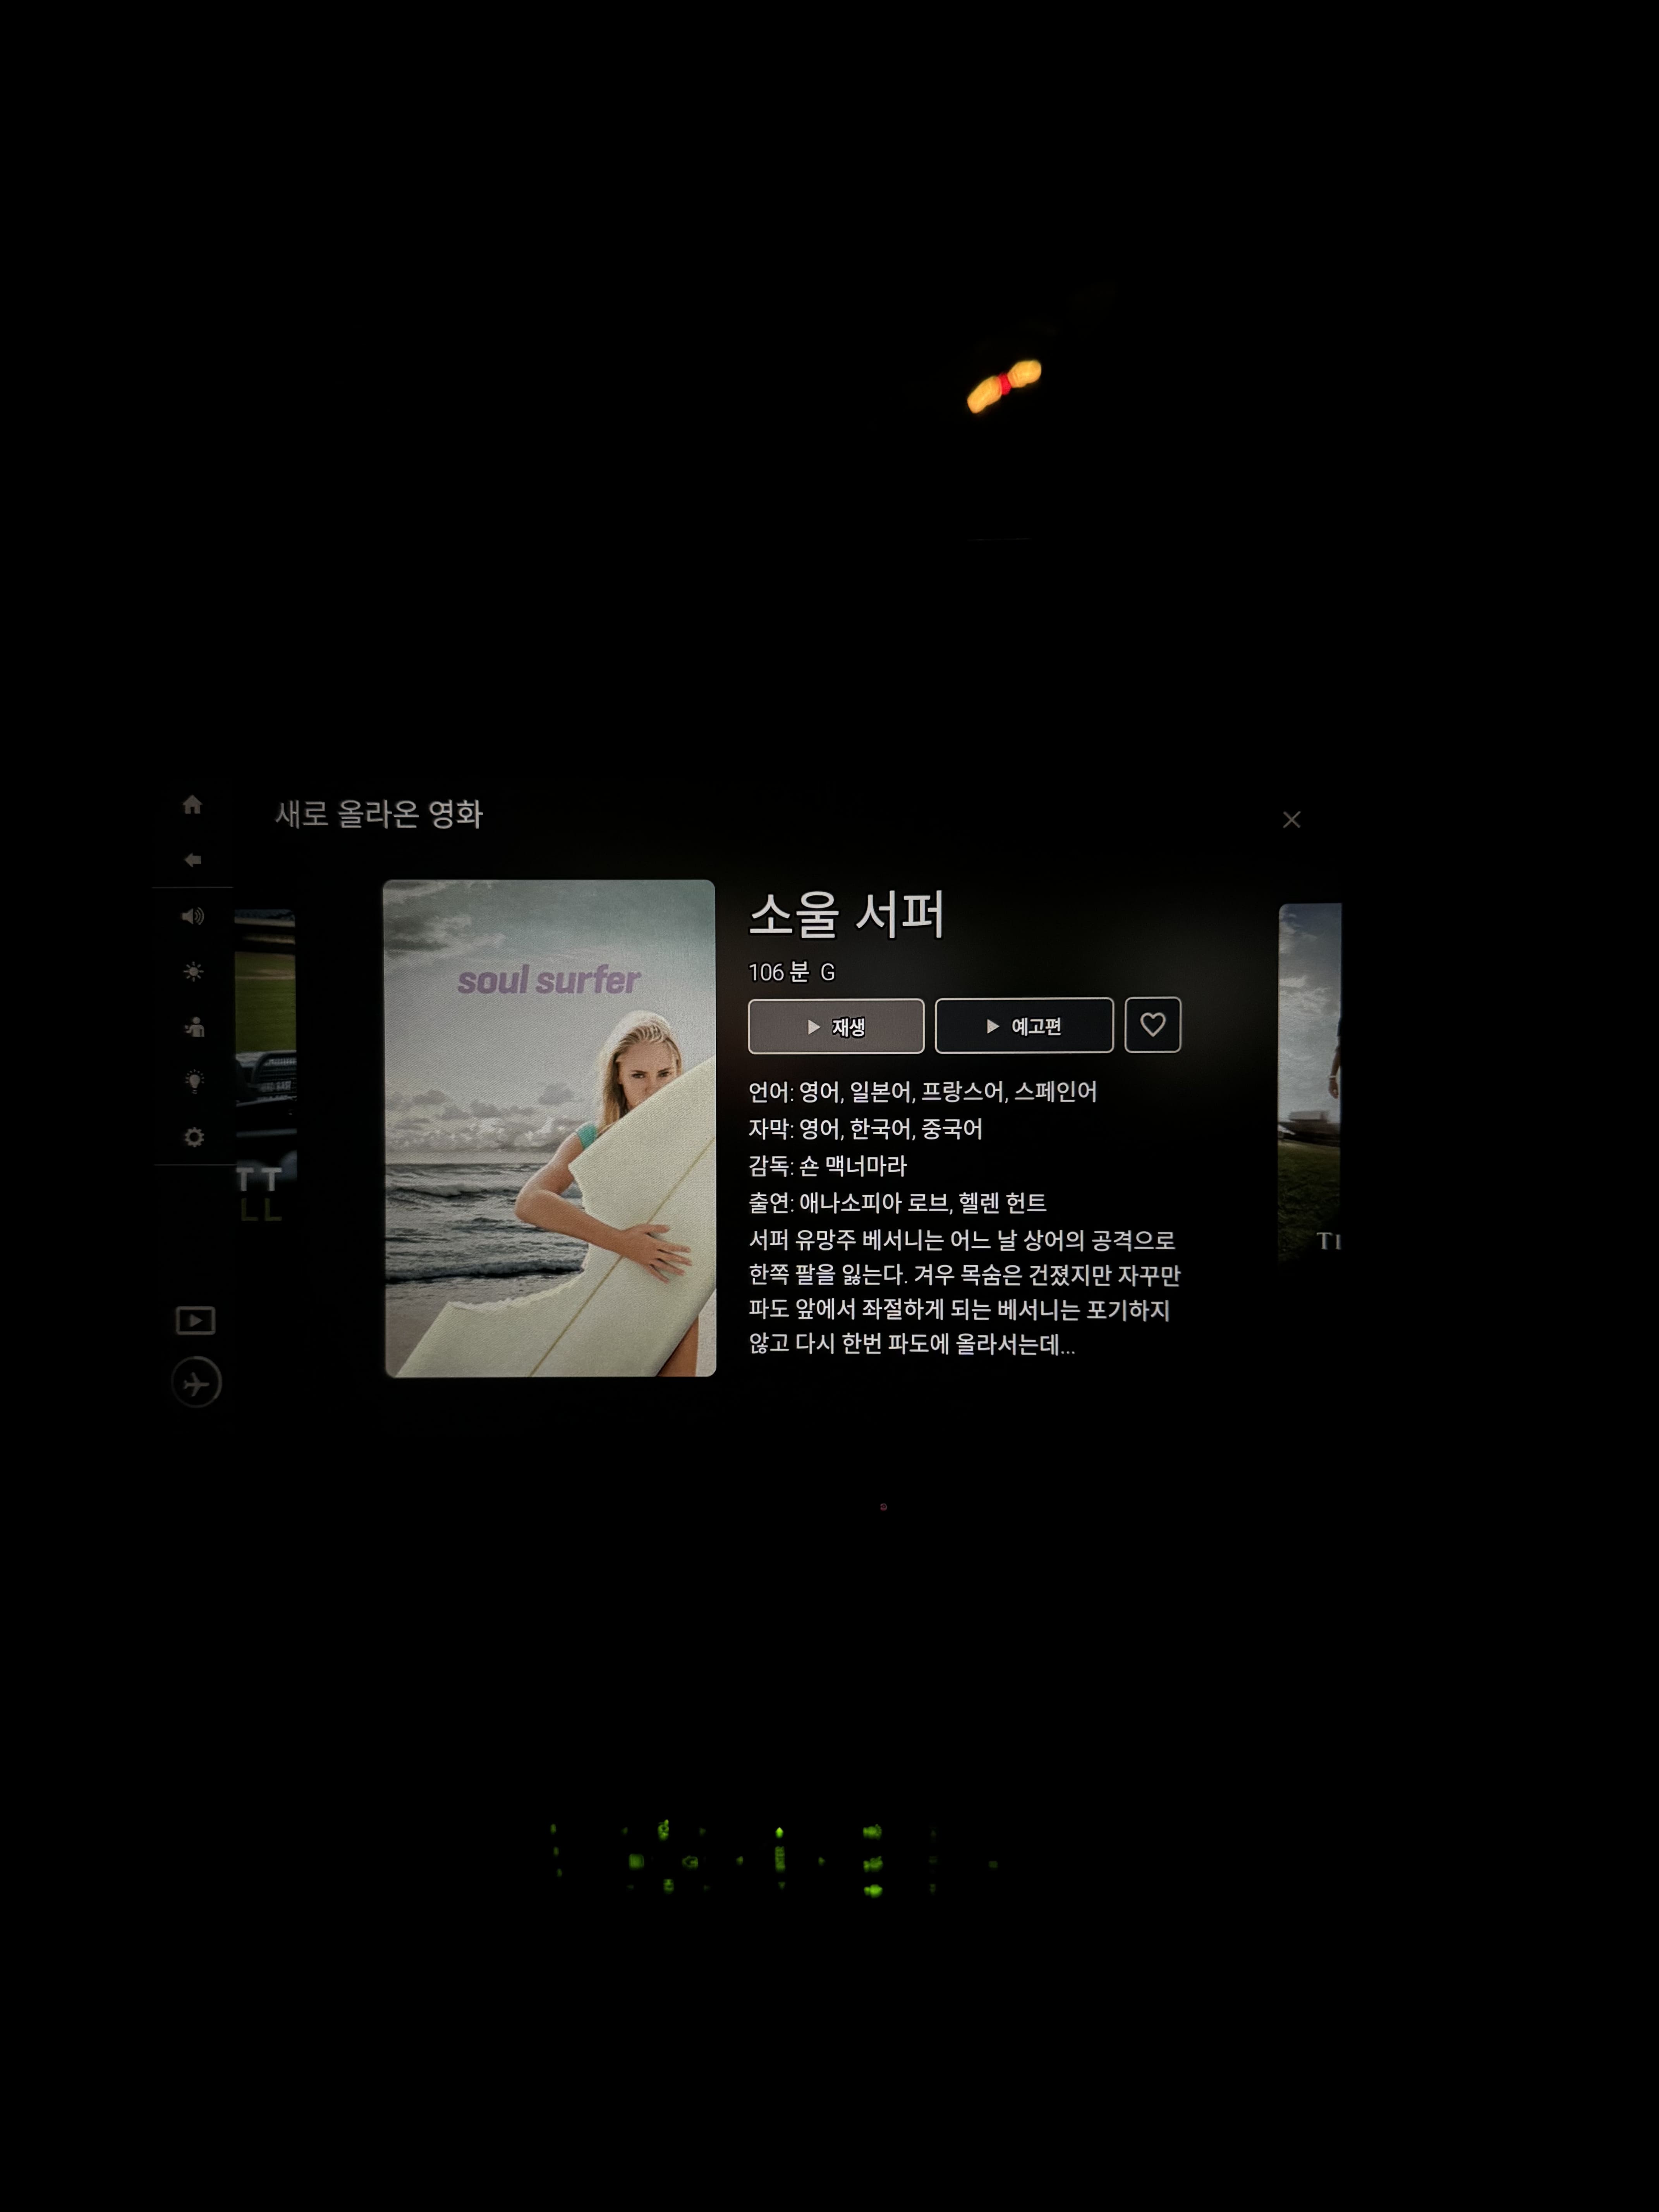 새로 올라온 영화
soul surfer
소울 서퍼
106 분 G
재생
예고편
언어: 영어, 일본어, 프랑스어, 스페인어
자막: 영어, 한국어, 중국어
감독: 숀 맥너마라
출연: 애나소피아 로브, 헬렌 헌트
서퍼 유망주 베서니는 어느 날 상어의 공격으로
한쪽 팔을 잃는다. 겨우 목숨은 건졌지만 자꾸만
파도 앞에서 좌절하게 되는 베서니는 포기하지
않고 다시 한번 파도에 올라서는데...
TT
LL